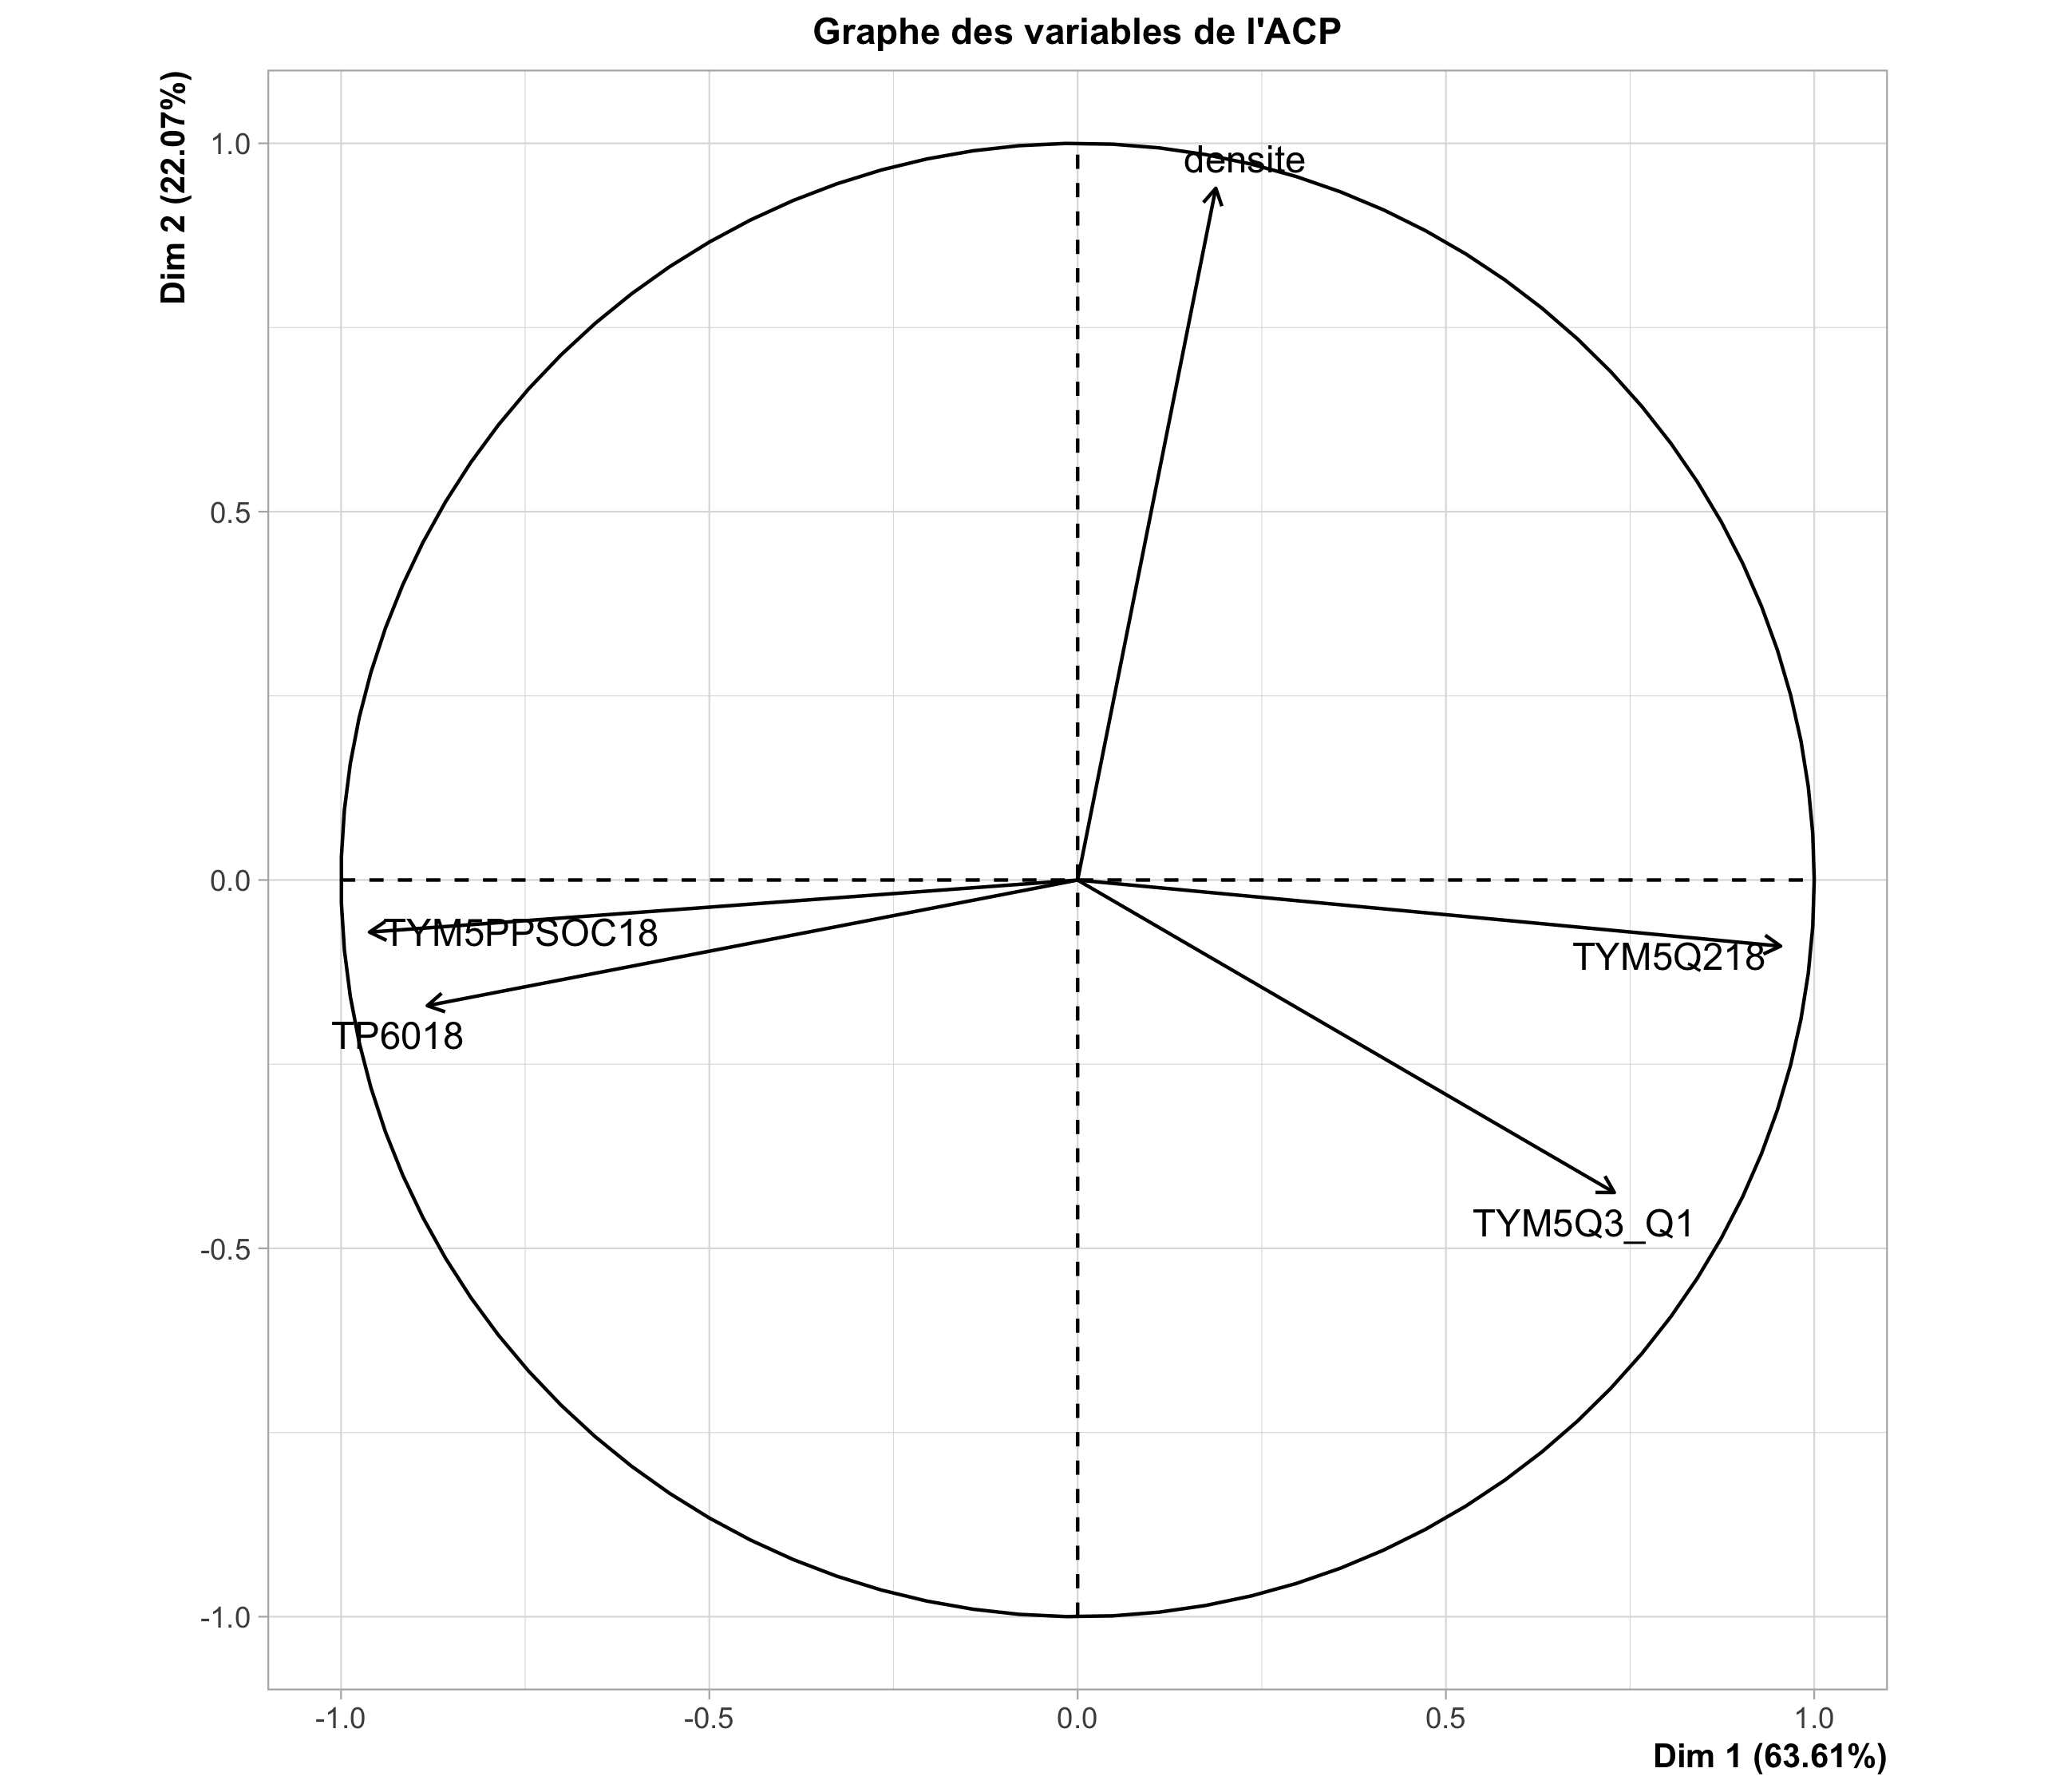 Graphe des variables de l'ACP
Dim 2 (22.07%)
1.0
0.5
0.0
-0.5
-1.0
densite
TYM5PPSOC18
TYM5Q218
TP6018
TYM5Q3_Q1
-1.0
-0.5
0.0
0.5
1.0
Dim 1 (63.61%)